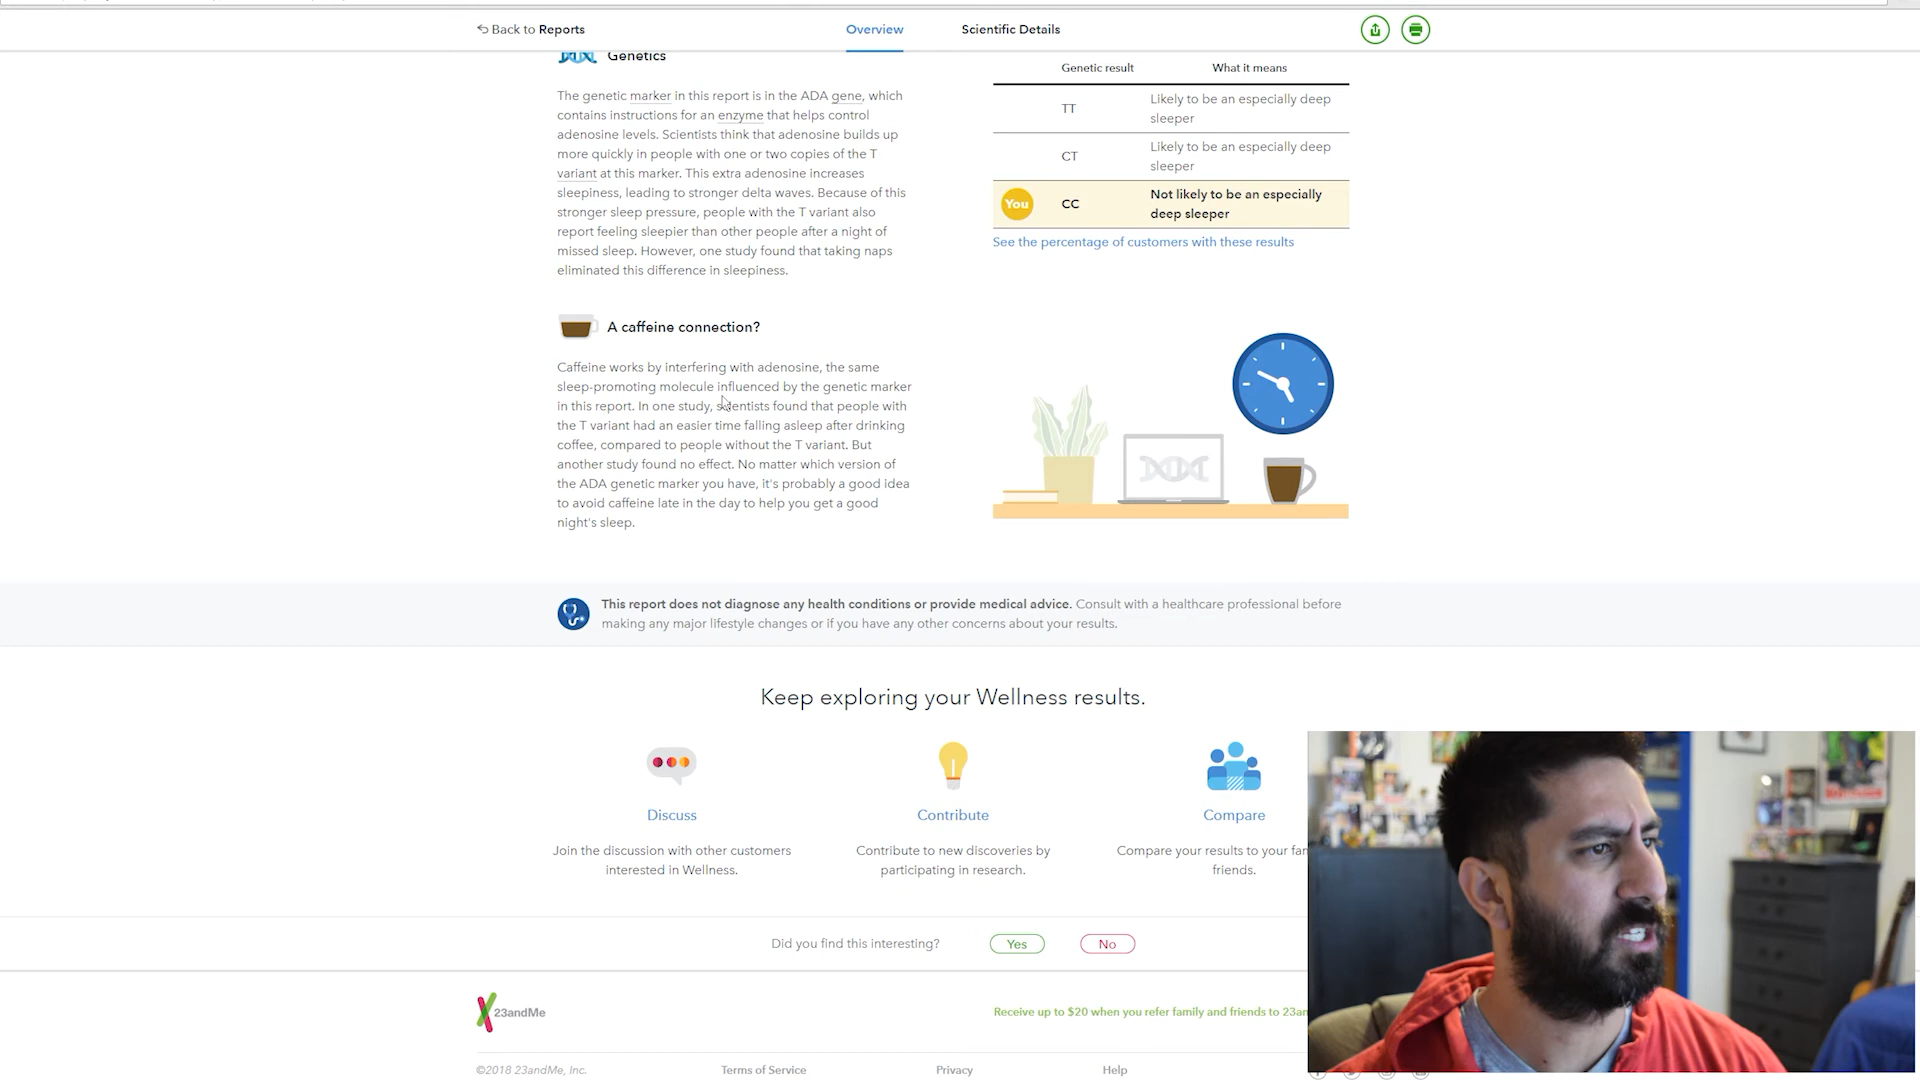 Back to Reports
Overview
Scientific Details
Genetics
The genetic marker in this report is in the ADA gene, which
contains instructions for an enzyme that helps control
adenosine levels. Scientists think that adenosine builds up
more quickly in people with one or two copies of the T
variant at this marker. This extra adenosine increases
sleepiness, leading to stronger delta waves. Because of this
stronger sleep pressure, people with the T variant also
report feeling sleepier than other people after a night of
missed sleep. However, one study found that taking naps
eliminated this difference in sleepiness.
Genetic result What it means
TT Likely to be an especially deep
sleeper
CT Likely to be an especially deep
sleeper
You CC Not likely to be an especially
deep sleeper
See the percentage of customers with these results
A caffeine connection?
Caffeine works by interfering with adenosine, the same
sleep-promoting molecule influenced by the genetic marker
in this report. In one study, scientists found that people with
the T variant had an easier time falling asleep after drinking
coffee, compared to people without the T variant. But
another study found no effect. No matter which version of
the ADA genetic marker you have, it's probably a good idea
to avoid caffeine late in the day to help you get a good
night's sleep.
This report does not diagnose any health conditions or provide medical advice. Consult with a healthcare professional before
making any major lifestyle changes or if you have any other concerns about your results.
Keep exploring your Wellness results.
Discuss
Join the discussion with other customers
interested in Wellness.
Contribute
Contribute to new discoveries by
participating in research.
Compare
Compare your results to your
friends.
Did you find this interesting? Yes No
23andMe
Receive up to $20 when you refer family and friends to
©2018 23andMe, Inc. Terms of Service Privacy Help